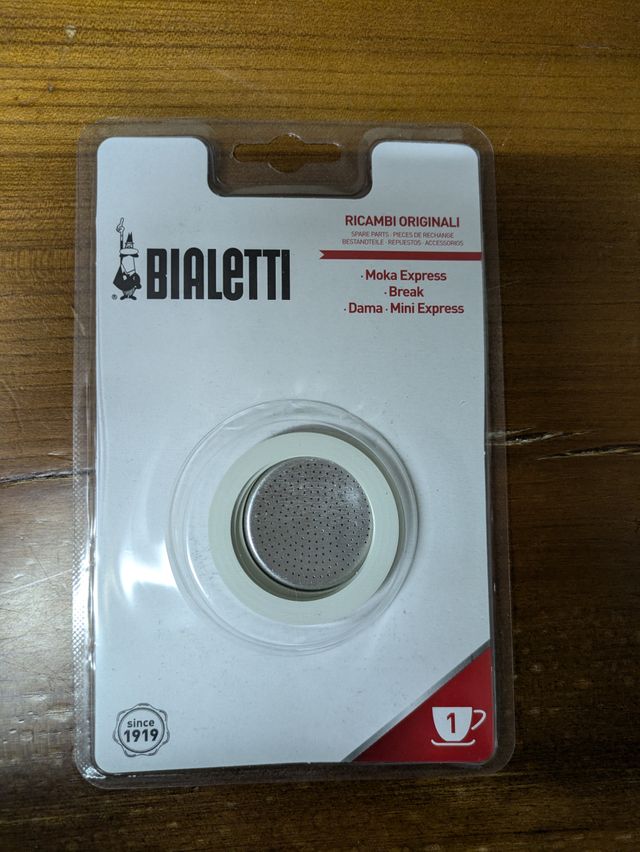 BIALETTI
®
RICAMBI ORIGINALI
SPARE PARTS · PIECES DE RECHANGE
BESTANDTEILE · REPUESTOS · ACCESSORIOS
· Moka Express
· Break
· Dama · Mini Express
since
1919
1